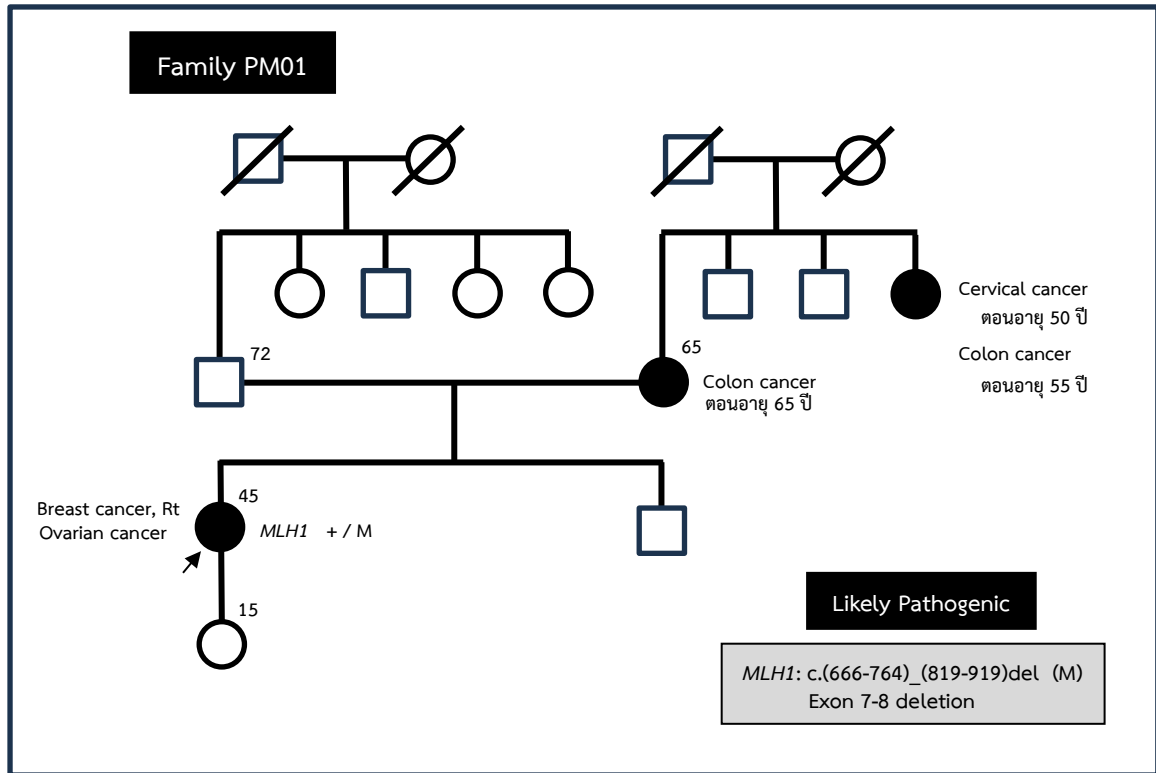 Family PM01
Cervical cancer
ตอนอายุ 50 ปี
Colon cancer
ตอนอายุ 55 ปี
72
65
Colon cancer
ตอนอายุ 65 ปี
Breast cancer, Rt
Ovarian cancer
45
MLH1 + / M
15
Likely Pathogenic
MLH1: c.(666-764)_(819-919)del (M)
Exon 7-8 deletion